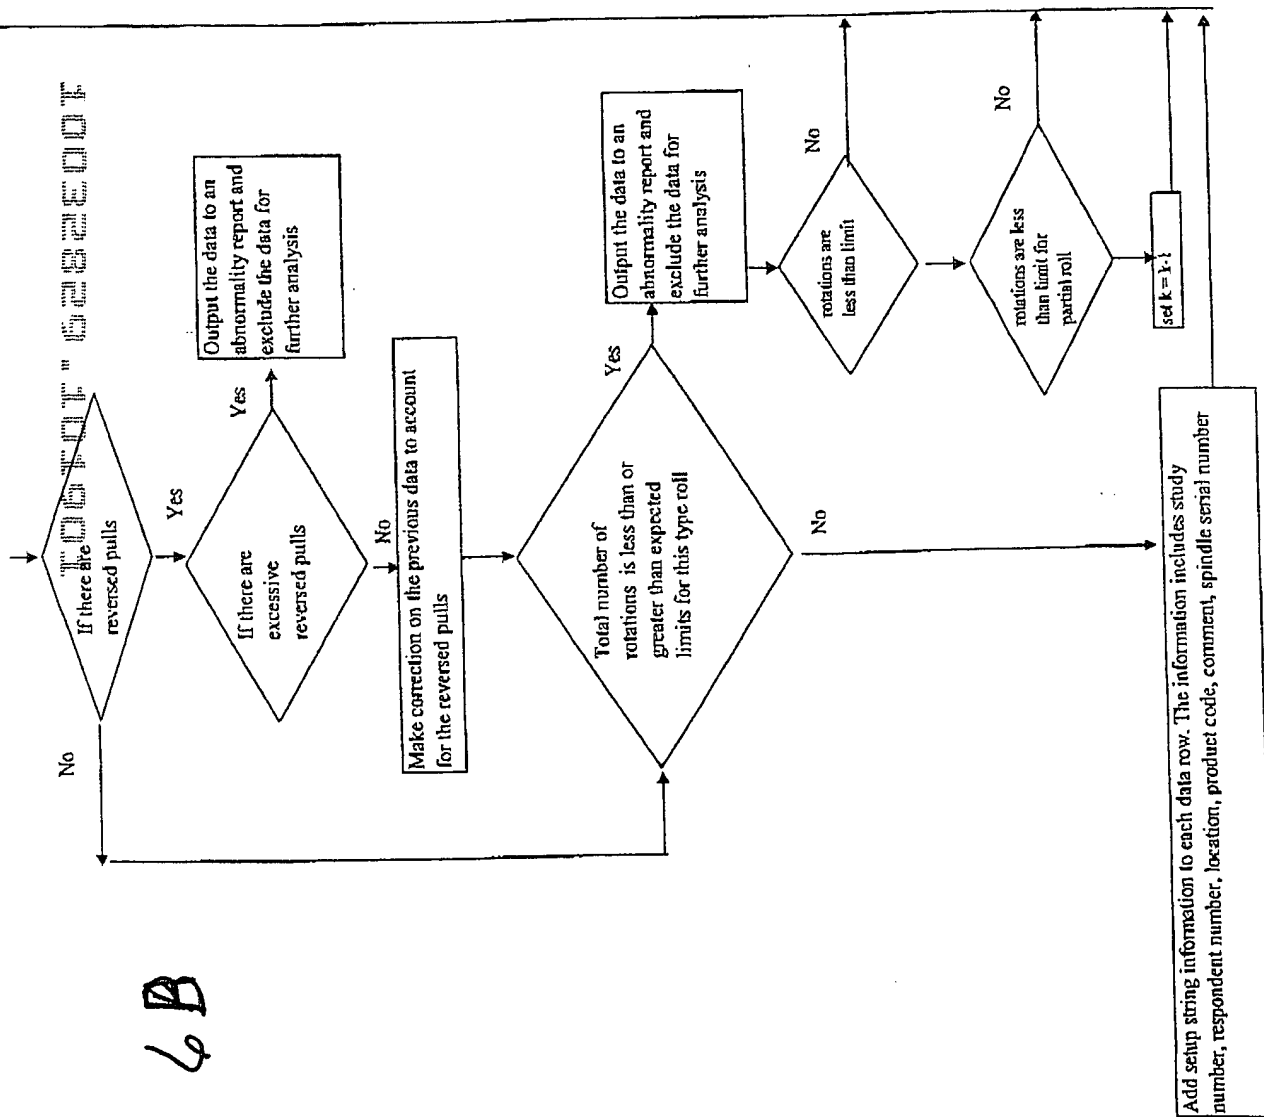 10032829.101901
If there are
reversed pulls
No
Yes
If there are
excessive
reversed pulls
Yes
Output the data to an
abnormality report and
exclude the data for
further analysis
No
Make correction on the previous data to account
for the reversed pulls
Total number of
rotations is less than or
greater than expected
limits for this type roll
Yes
Output the data to an
abnormality report and
exclude the data for
further analysis
No
rotations are
less than limit
No
rotations are less
than limit for
partial roll
No
set k = k-1
Add setup string information to each data row. The information includes study
number, respondent number, location, product code, comment, spindle serial number
6B